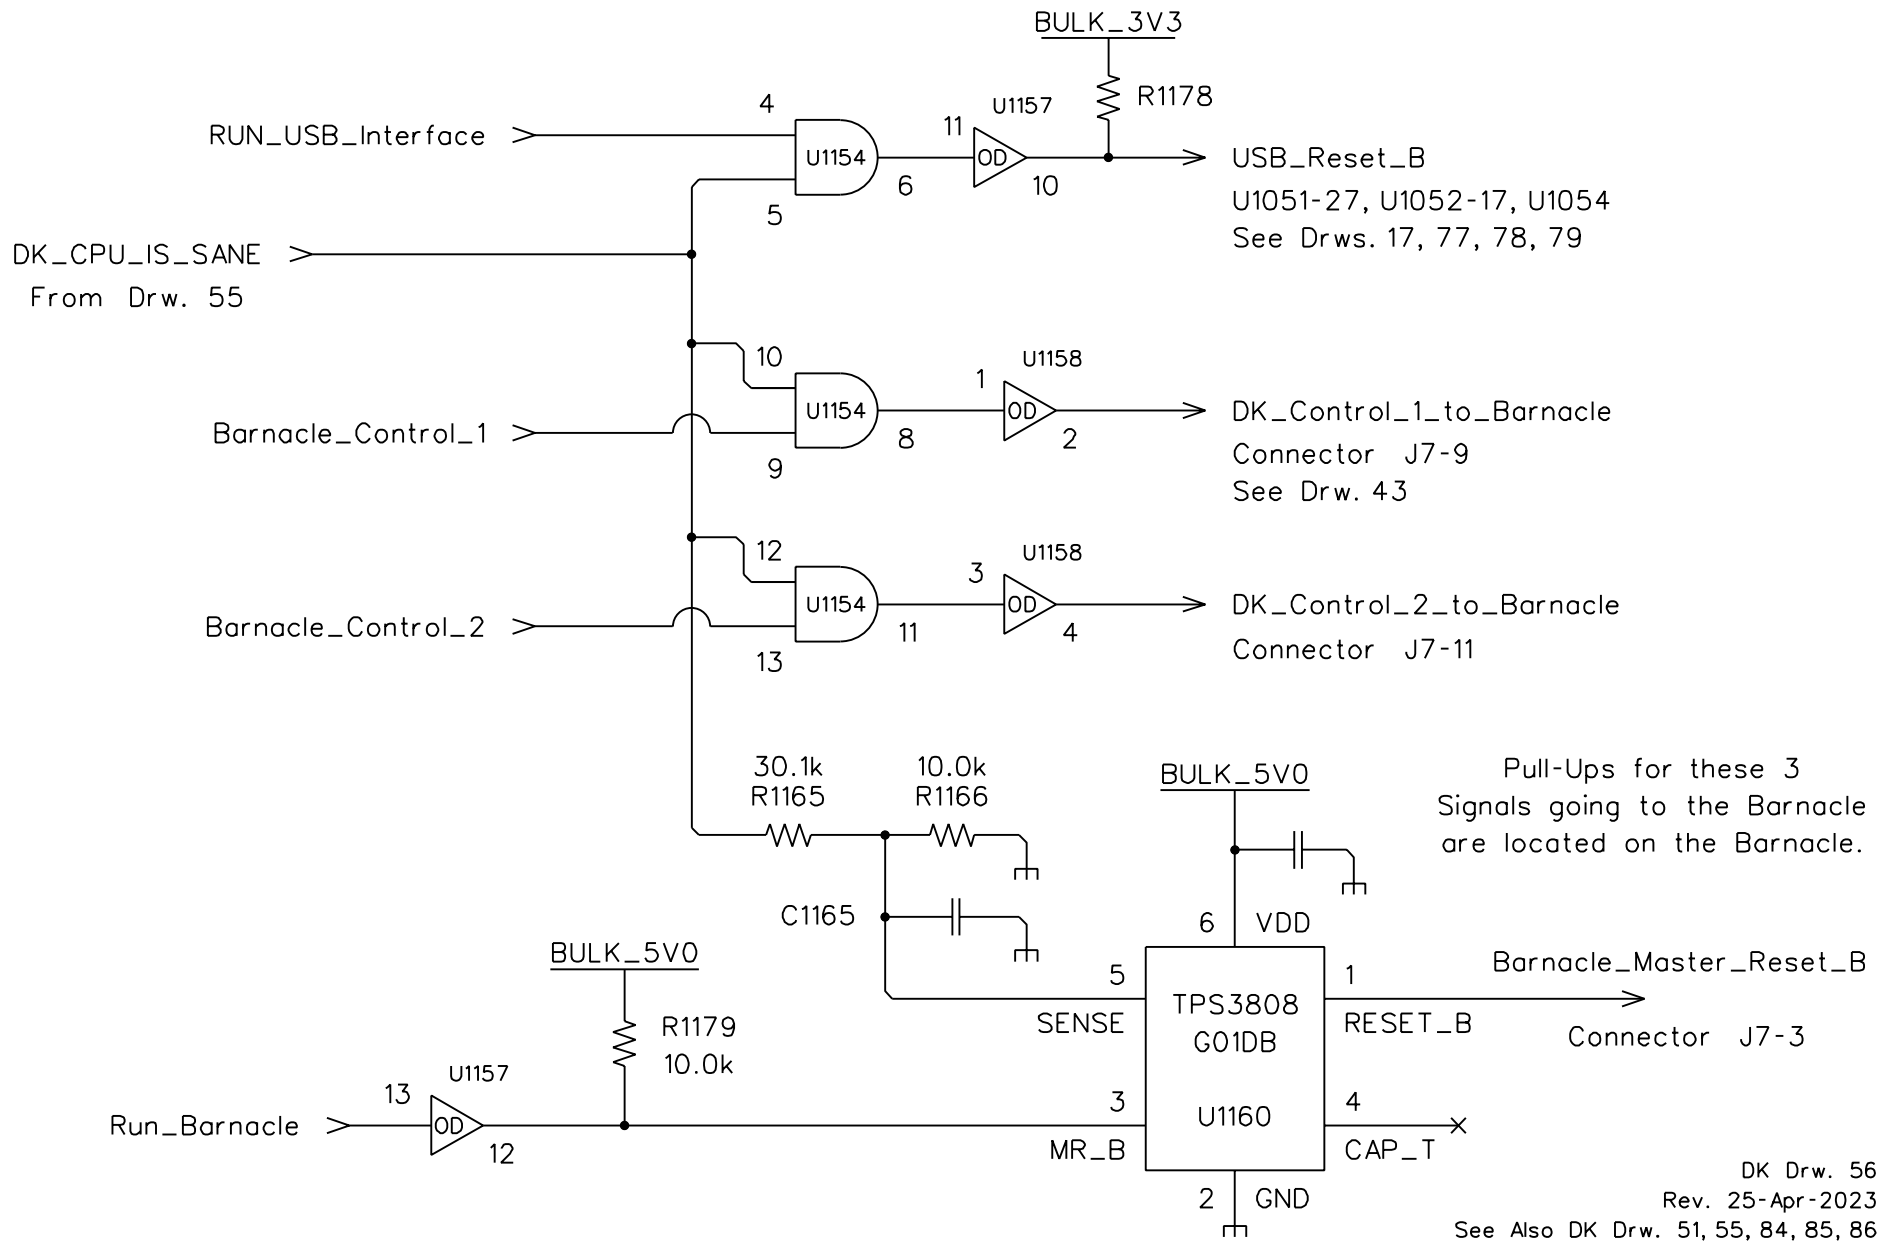 BULK_3V3
R1178
4
U1157
11
RUN_USB_Interface
U1154
OD
6
10
5
USB_Reset_B
U1051-27, U1052-17, U1054
See Drws. 17, 77, 78, 79
DK_CPU_IS_SANE
From Drw. 55
10
U1158
1
U1154
OD
Barnacle_Control_1
8
2
9
DK_Control_1_to_Barnacle
Connector J7-9
See Drw. 43
12
U1158
3
U1154
OD
Barnacle_Control_2
11
4
13
DK_Control_2_to_Barnacle
Connector J7-11
30.1k
R1165
10.0k
R1166
C1165
BULK_5V0
Pull-Ups for these 3
Signals going to the Barnacle
are located on the Barnacle.
6 VDD
BULK_5V0
R1179
10.0k
5
SENSE
TPS3808
G01DB
U1160
1
RESET_B
Barnacle_Master_Reset_B
Connector J7-3
U1157
13
Run_Barnacle
OD
12
3
MR_B
4
CAP_T
2 GND
DK Drw. 56
Rev. 25-Apr-2023
See Also DK Drw. 51, 55, 84, 85, 86